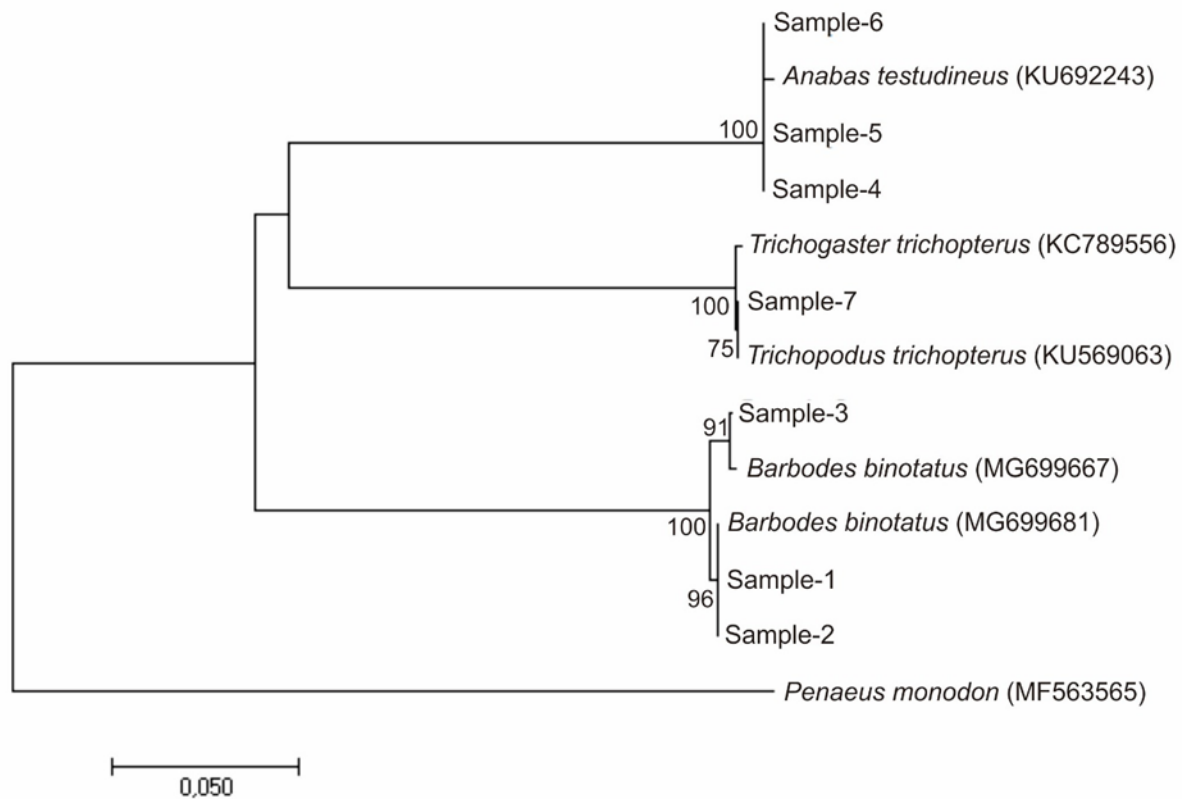 Sample-6
Anabas testudineus (KU692243)
100
Sample-5
Sample-4
Trichogaster trichopterus (KC789556)
100
Sample-7
75
Trichopodus trichopterus (KU569063)
Sample-3
91
Barbodes binotatus (MG699667)
100
Barbodes binotatus (MG699681)
Sample-1
96
Sample-2
Penaeus monodon (MF563565)
0,050